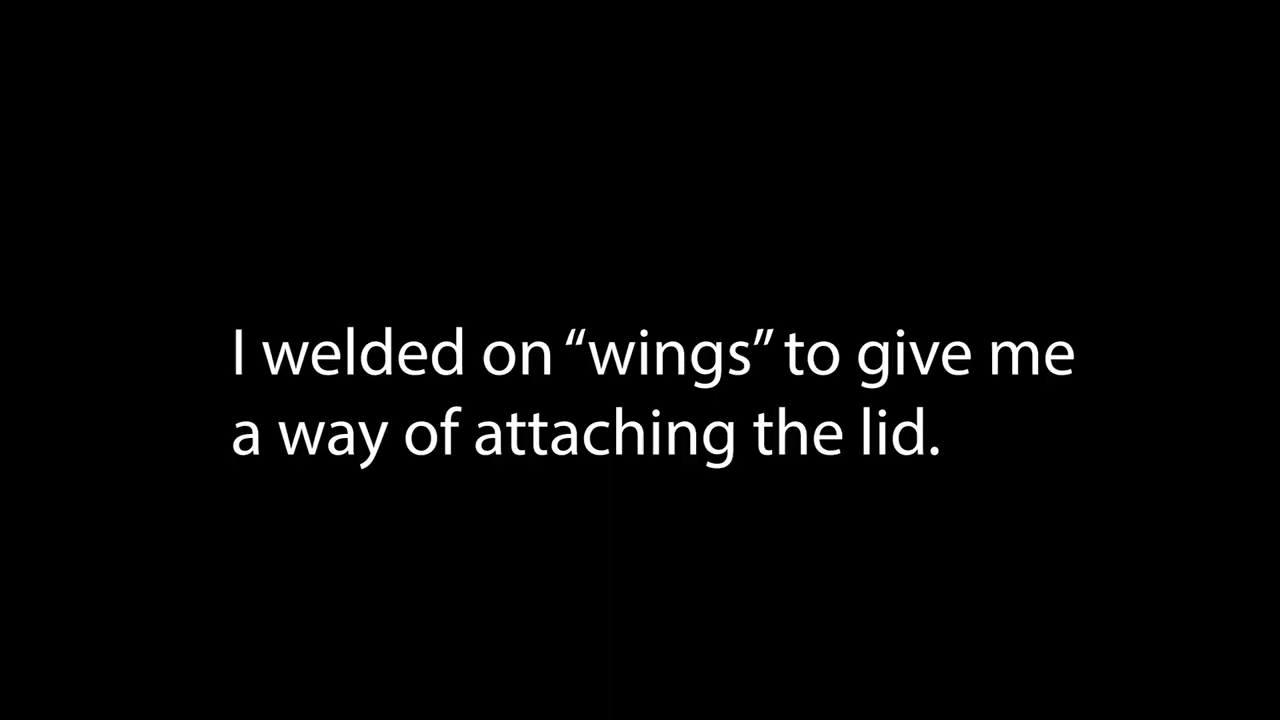 I welded on “wings” to give me
a way of attaching the lid.